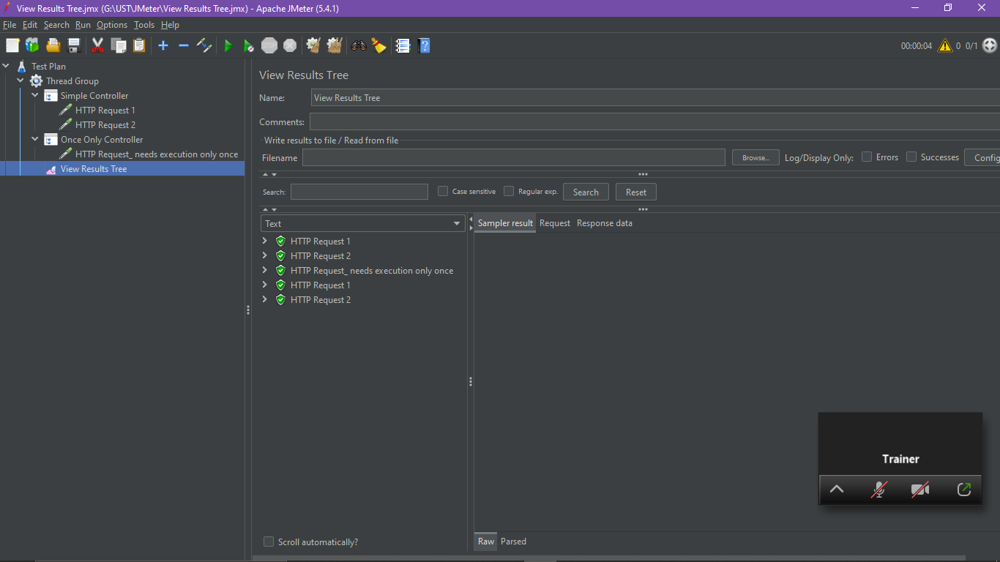 View Results Tree.jmx (G:\UST\JMeter\View Results Tree.jmx) - Apache JMeter (5.4.1)
File Edit Search Run Options Tools Help
STOP
00:00:04 0 0/1
Test Plan
Thread Group
Simple Controller
HTTP Request 1
HTTP Request 2
Once Only Controller
HTTP Request_ needs execution only once
View Results Tree
View Results Tree
Name: View Results Tree
Comments:
Write results to file / Read from file
Filename Browse... Log/Display Only: Errors Successes Config
Search: Case sensitive Regular exp. Search Reset
Text
HTTP Request 1
HTTP Request 2
HTTP Request_ needs execution only once
HTTP Request 1
HTTP Request 2
Scroll automatically?
Sampler result Request Response data
Raw Parsed
Trainer